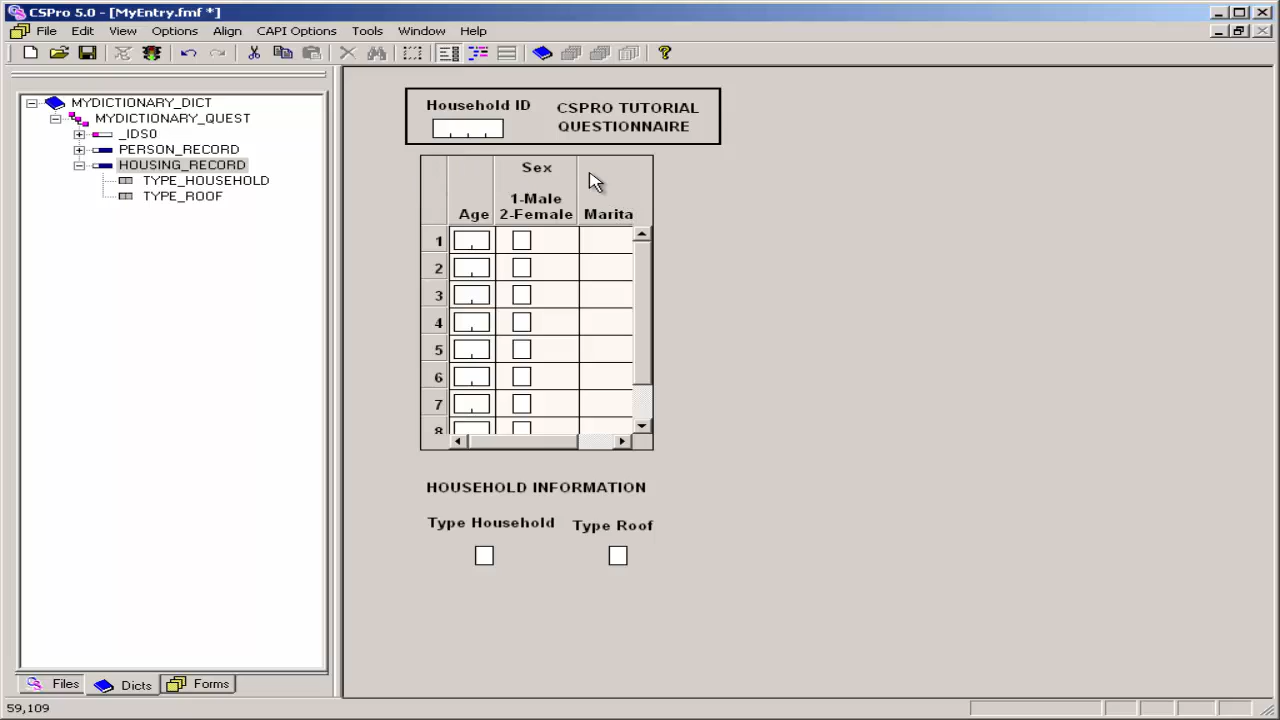 CSPro 5.0 - [MyEntry.fmf *]
File Edit View Options Align CAPI Options Tools Window Help
MYDICTIONARY_DICT
MYDICTIONARY_QUEST
_IDS0
PERSON_RECORD
HOUSING_RECORD
TYPE_HOUSEHOLD
TYPE_ROOF
Household ID CSPRO TUTORIAL
QUESTIONNAIRE
Sex
1-Male
Age 2-Female Marita
1
2
3
4
5
6
7
8
HOUSEHOLD INFORMATION
Type Household Type Roof
Files Dicts Forms
59,109